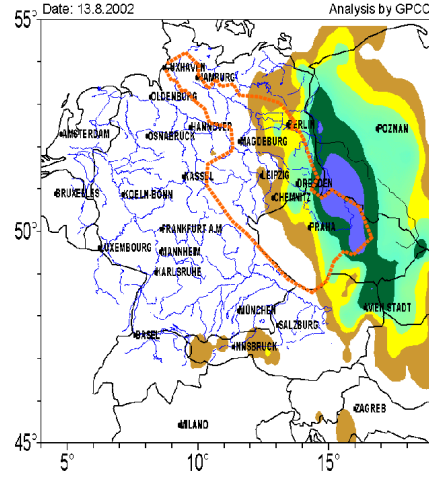 Date: 13.8.2002 Analysis by GPCC
55°
CUXHAVEN
HAMBURG
OLDENBURG
AMSTERDAM
OSNABRUCK
HANNOVER
BERLIN
POZNAN
MAGDEBURG
BRUXELLES
KOELN-BONN
KASSEL
LEIPZIG
DRESDEN
CHEMNITZ
50°
FRANKFURT A.M
PRAHA
LUXEMBOURG
MANNHEIM
KARLSRUHE
MÜNCHEN
WIEN STADT
BASEL
SALZBURG
INNSBRUCK
MILANO
ZAGREB
45°
5° 10° 15°